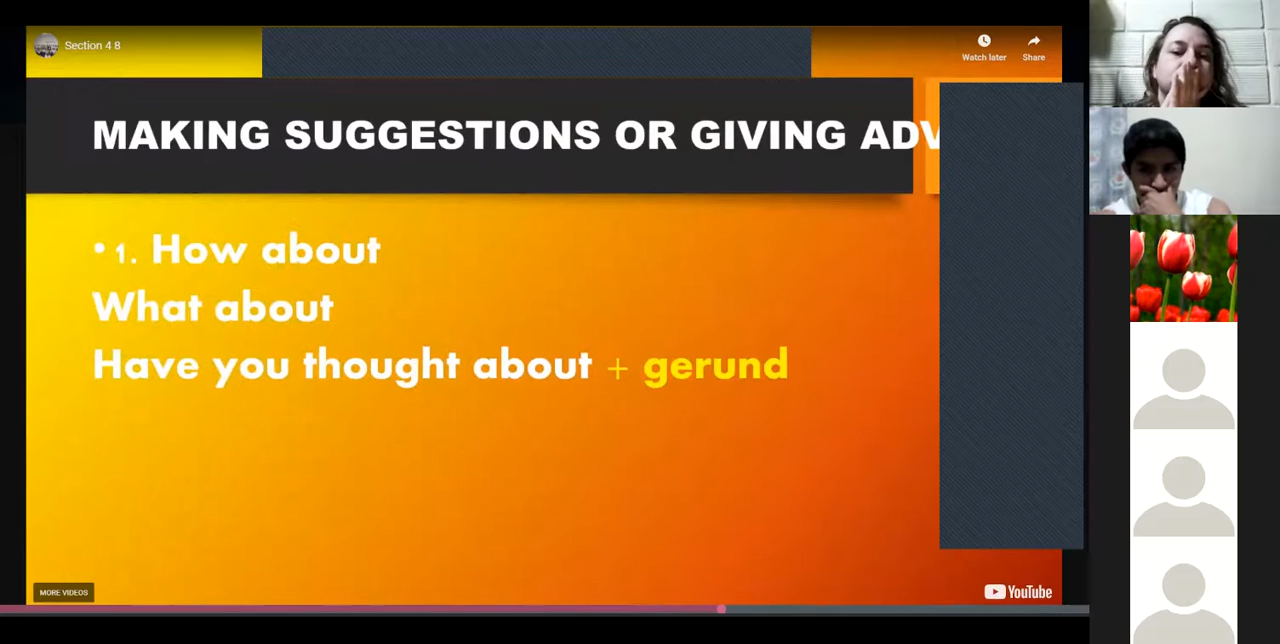 Section 4 8
Watch later
Share
MAKING SUGGESTIONS OR GIVING ADV
• 1. How about
What about
Have you thought about + gerund
MORE VIDEOS
YouTube